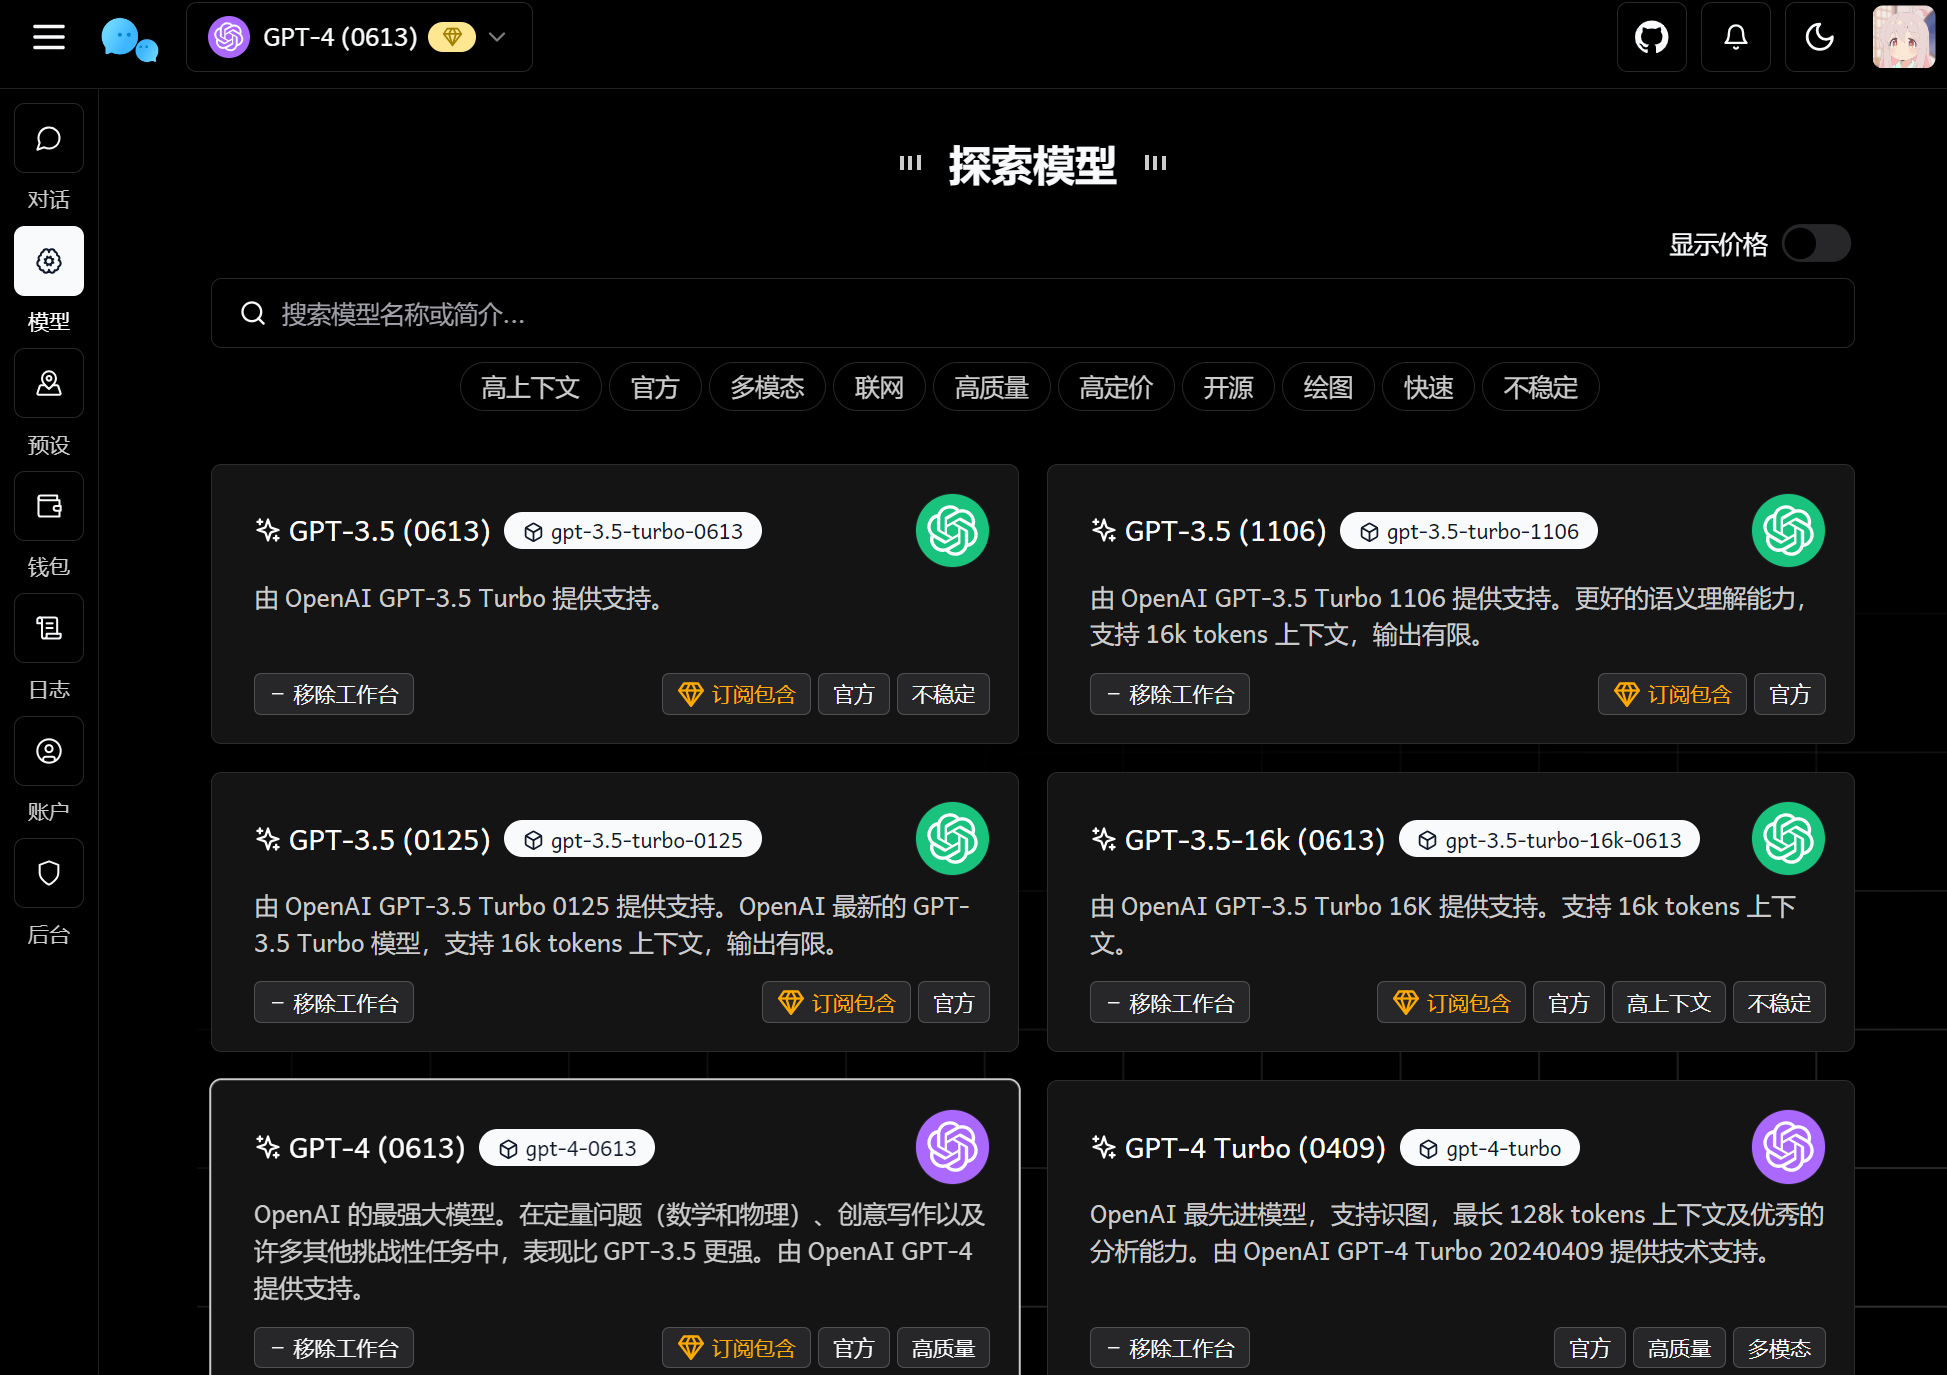 GPT-4 (0613)
对话
模型
预设
钱包
日志
账户
后台
探索模型
显示价格
搜索模型名称或简介...
高上下文 官方 多模态 联网 高质量 高定价 开源 绘图 快速 不稳定
GPT-3.5 (0613) gpt-3.5-turbo-0613
由 OpenAI GPT-3.5 Turbo 提供支持。
− 移除工作台 订阅包含 官方 不稳定
GPT-3.5 (1106) gpt-3.5-turbo-1106
由 OpenAI GPT-3.5 Turbo 1106 提供支持。更好的语义理解能力，
支持 16k tokens 上下文，输出有限。
− 移除工作台 订阅包含 官方
GPT-3.5 (0125) gpt-3.5-turbo-0125
由 OpenAI GPT-3.5 Turbo 0125 提供支持。OpenAI 最新的 GPT-
3.5 Turbo 模型，支持 16k tokens 上下文，输出有限。
− 移除工作台 订阅包含 官方
GPT-3.5-16k (0613) gpt-3.5-turbo-16k-0613
由 OpenAI GPT-3.5 Turbo 16K 提供支持。支持 16k tokens 上下
文。
− 移除工作台 订阅包含 官方 高上下文 不稳定
GPT-4 (0613) gpt-4-0613
OpenAI 的最强大模型。在定量问题（数学和物理）、创意写作以及
许多其他挑战性任务中，表现比 GPT-3.5 更强。由 OpenAI GPT-4
提供支持。
− 移除工作台 订阅包含 官方 高质量
GPT-4 Turbo (0409) gpt-4-turbo
OpenAI 最先进模型，支持识图，最长 128k tokens 上下文及优秀的
分析能力。由 OpenAI GPT-4 Turbo 20240409 提供技术支持。
− 移除工作台 官方 高质量 多模态